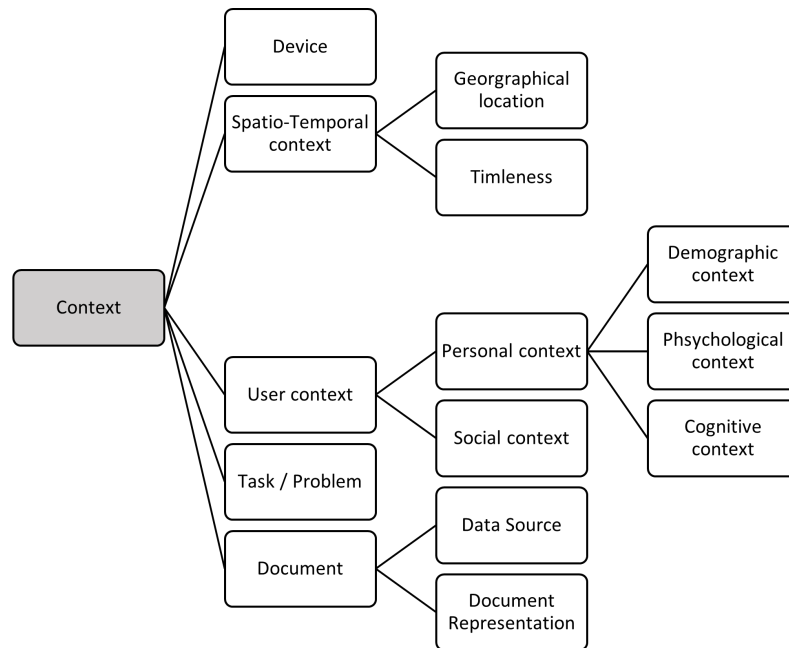 Device
Spatio-Temporal
context
Georgraphical
location
Timleness
Context
User context
Personal context
Demographic
context
Phsychological
context
Cognitive
context
Social context
Task / Problem
Document
Data Source
Document
Representation